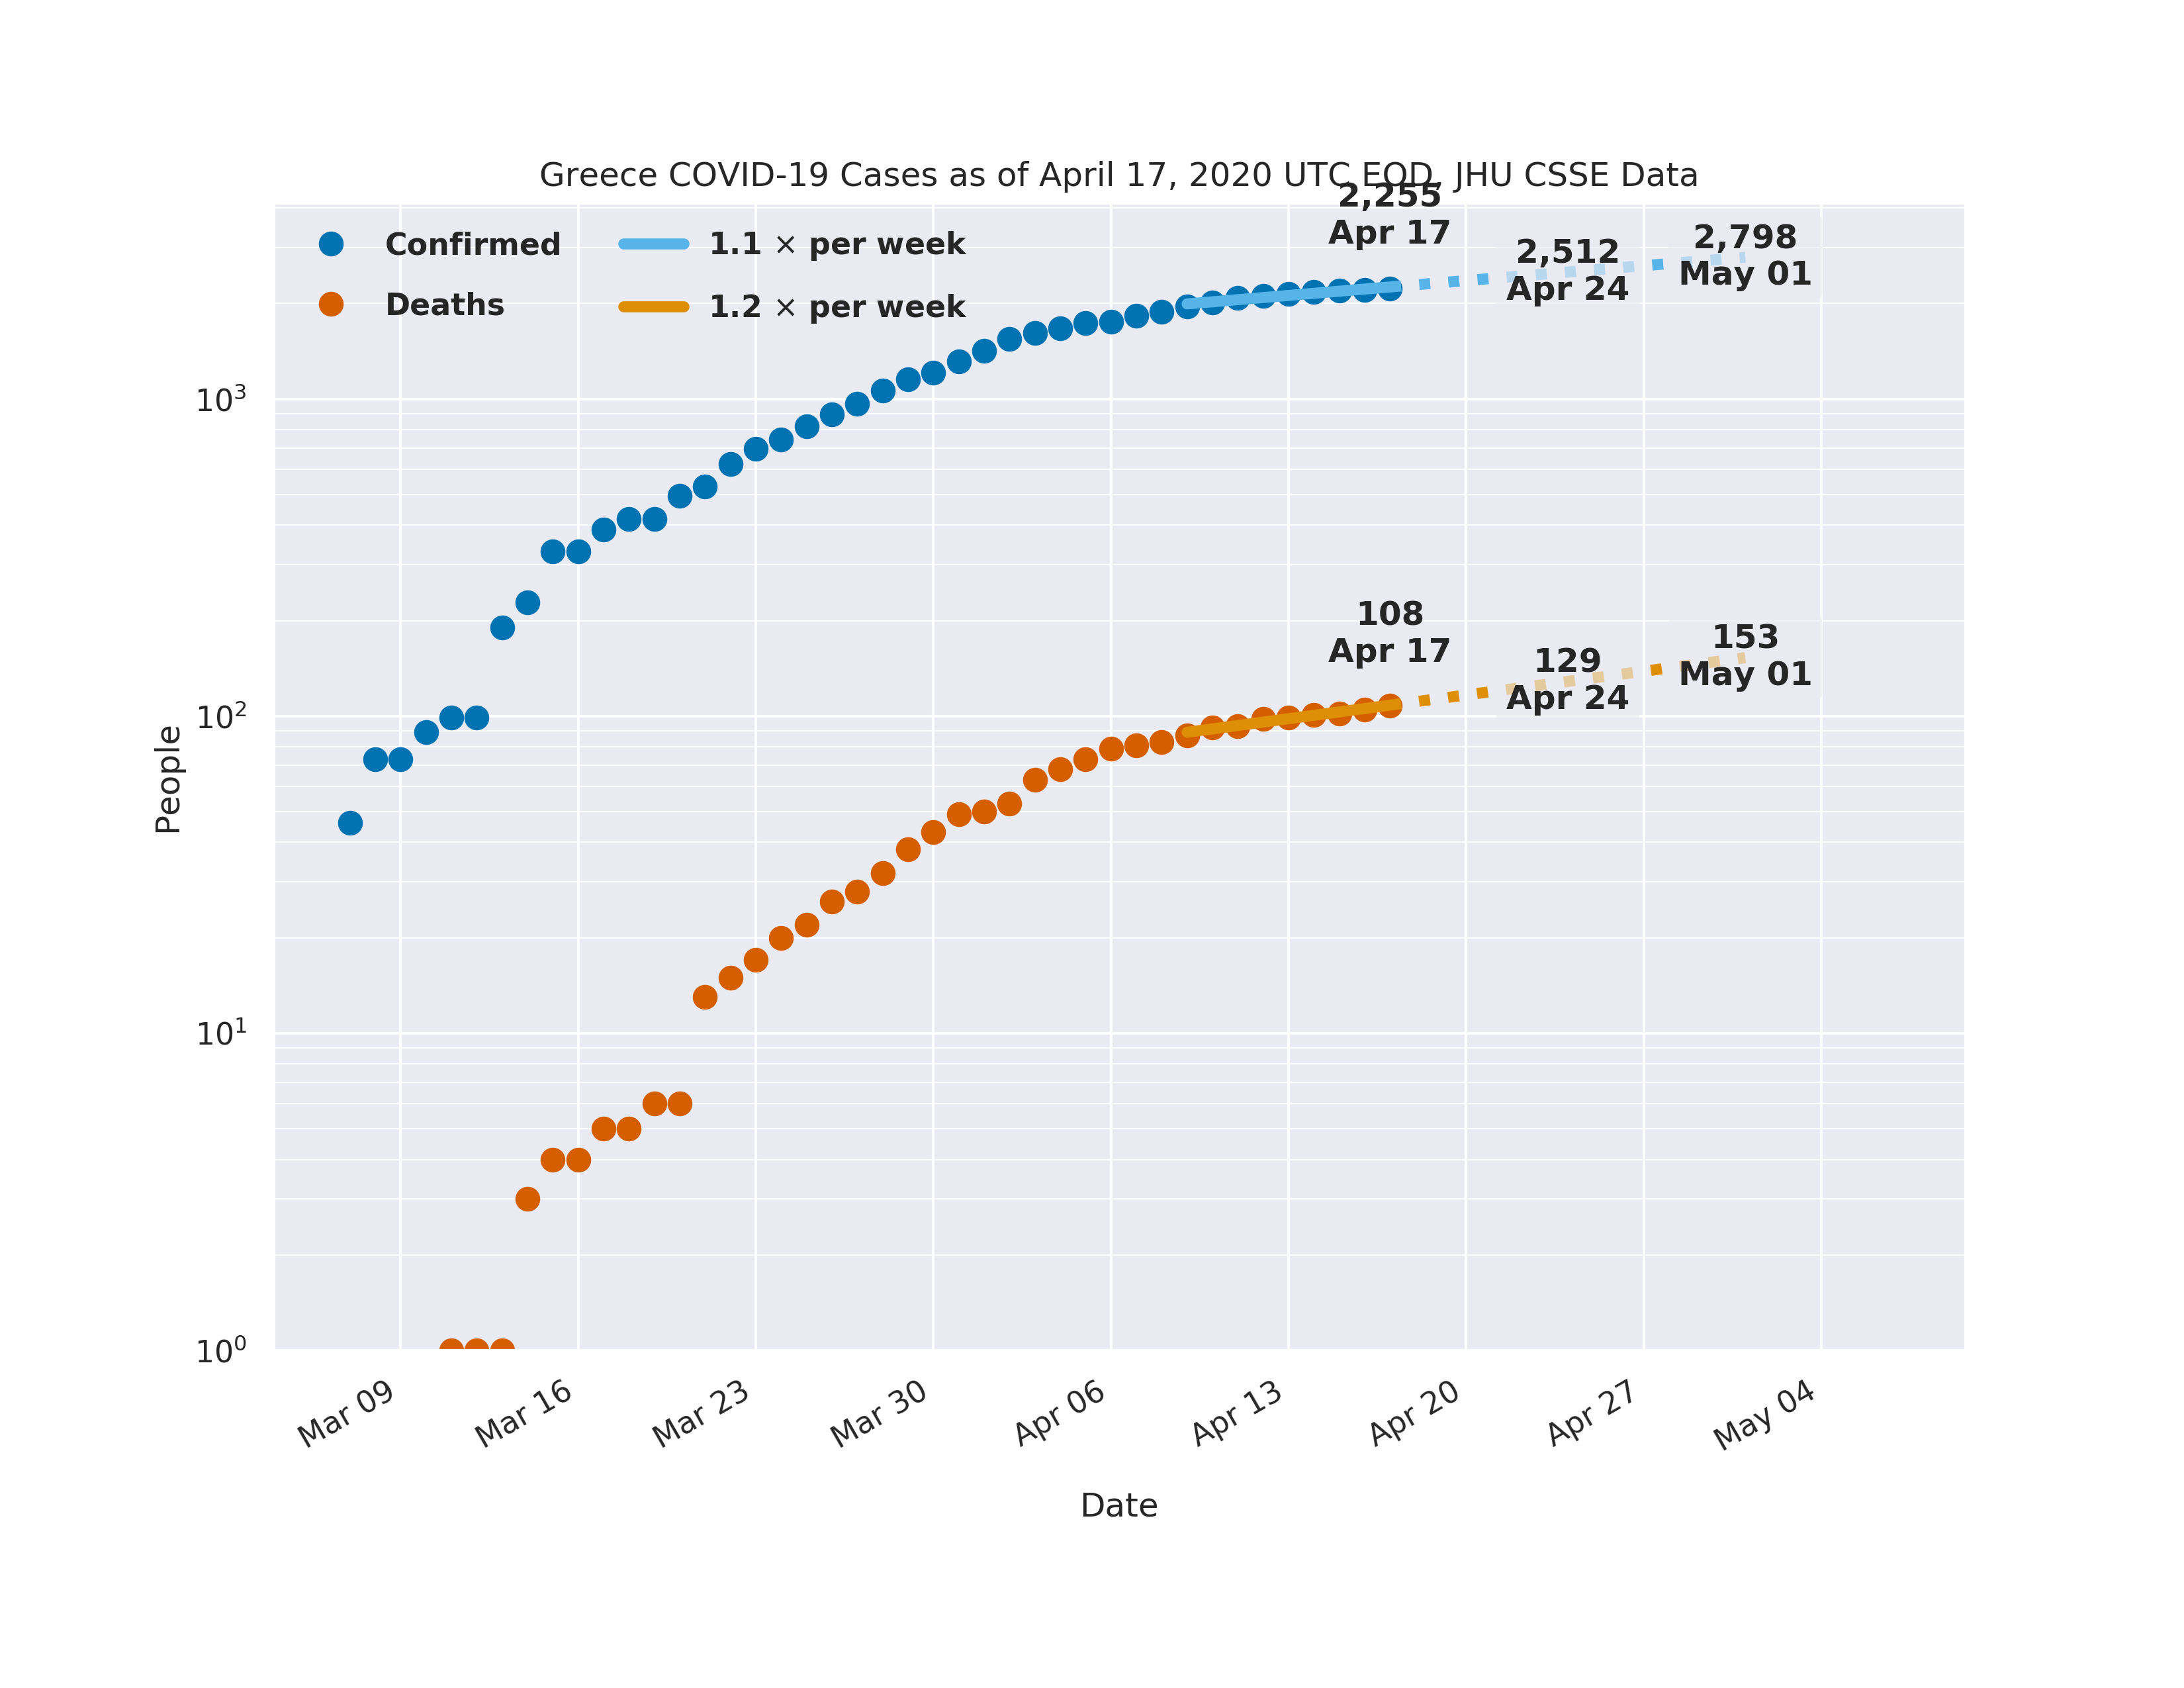 Greece COVID-19 Cases as of April 17, 2020 UTC EOD, JHU CSSE Data
Confirmed
Deaths
1.1 × per week
1.2 × per week
2,255
Apr 17
2,512
Apr 24
2,798
May 01
108
Apr 17
129
Apr 24
153
May 01
People
10³
10²
10¹
10⁰
Mar 09
Mar 16
Mar 23
Mar 30
Apr 06
Apr 13
Apr 20
Apr 27
May 04
Date